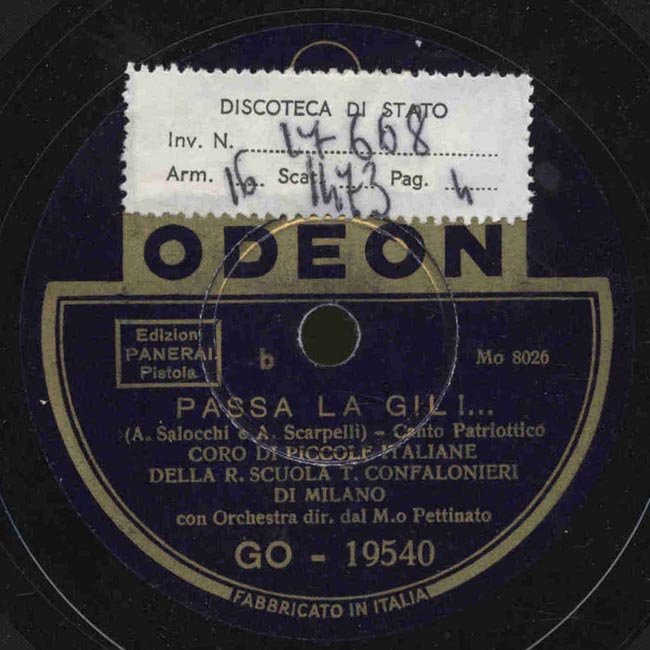 DISCOTECA DI STATO
Inv. N. 17608
Arm. 16 Scat. 1473 Pag. 4
ODEON
Edizioni
PANERAI
Pistoia
b
Mo 8026
PASSA LA GIL!...
(A. Salocchi e A. Scarpelli) - Canto Patriottico
CORO DI PICCOLE ITALIANE
DELLA R. SCUOLA T. CONFALONIERI
DI MILANO
con Orchestra dir. dal M.o Pettinato
GO - 19540
FABBRICATO IN ITALIA